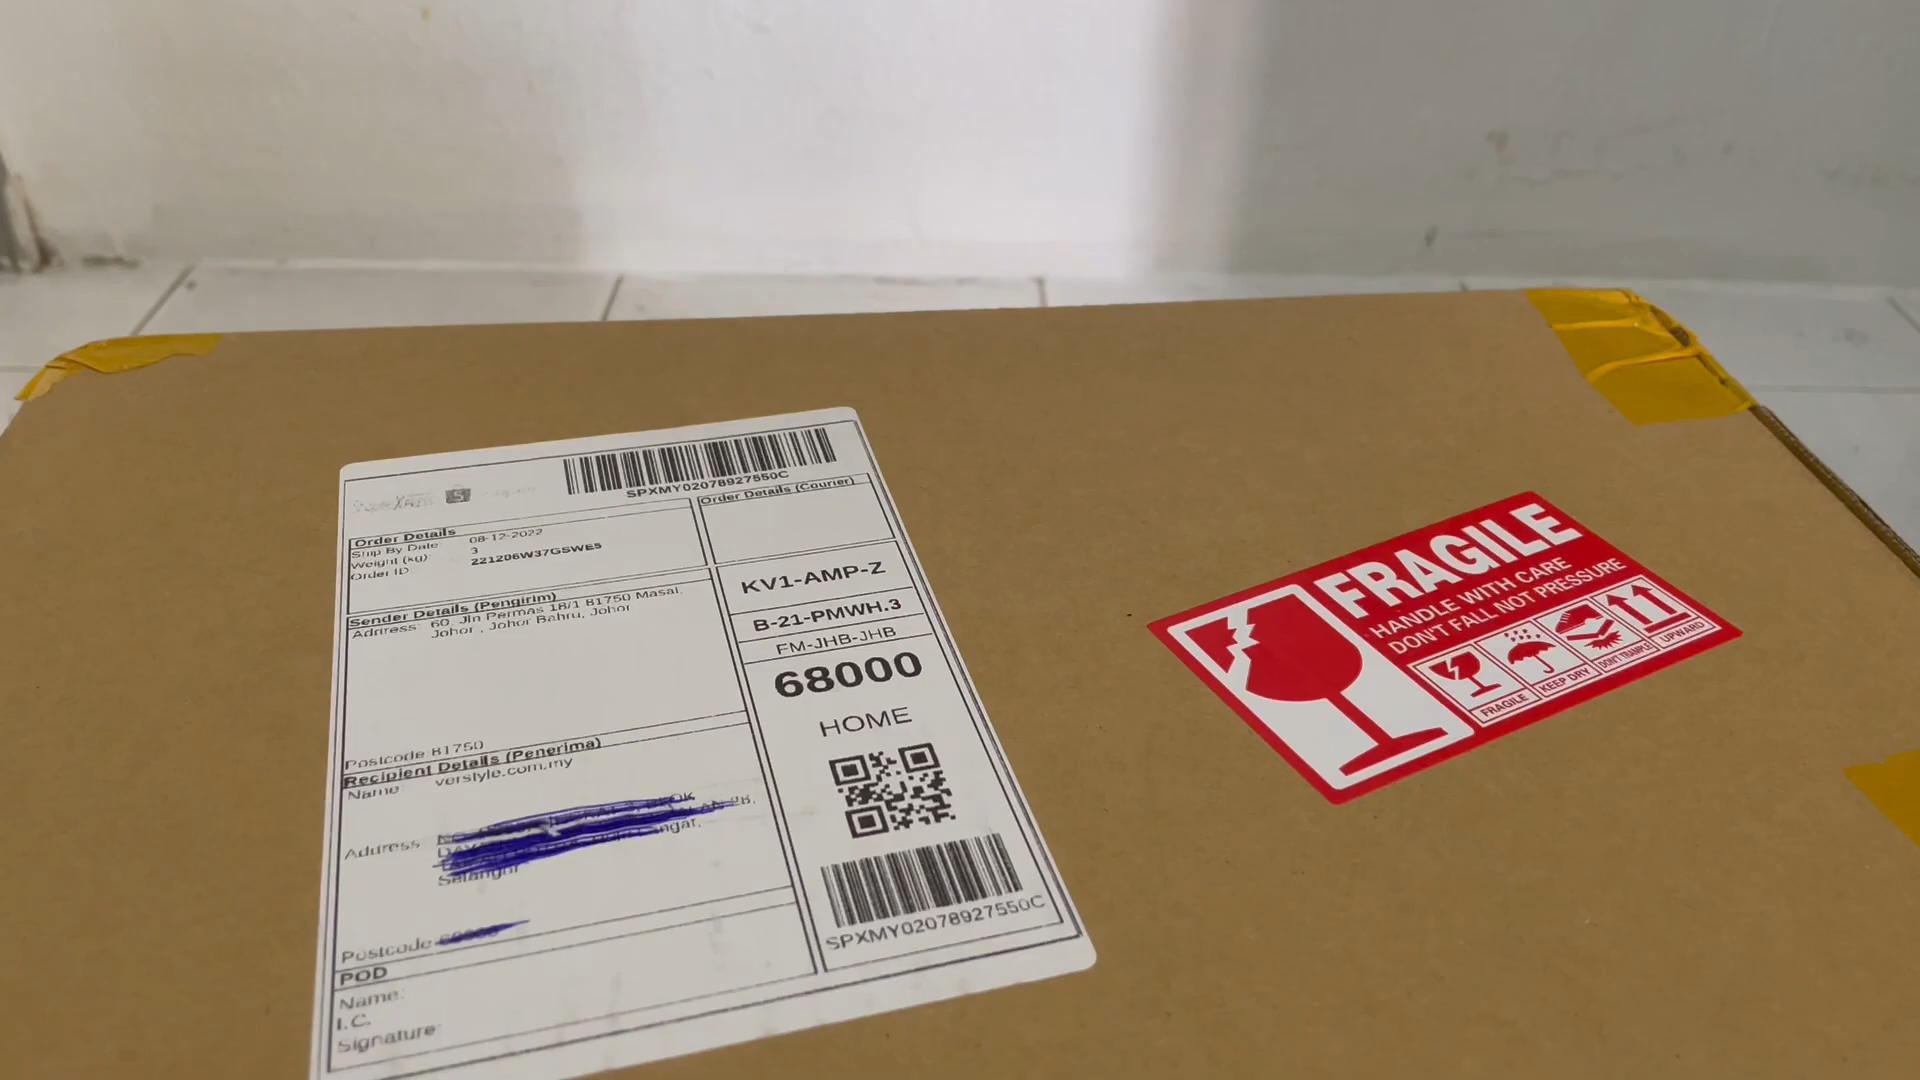 SPXMY02078927550C
Order Details
Ship By Date: 08-12-2022
Weight (kg): 3
Order ID 221206W37GSWE5
Order Details (Courier)
Sender Details (Pengirim)
Address: 60, Jln Permas 18/1 81750 Masai,
Johor , Johor Bahru, Johor
Postcode 81750
KV1-AMP-Z
B-21-PMWH.3
FM-JHB-JHB
68000
HOME
Recipient Details (Penerima)
Name: verstyle.com.my
Address:
Selangor
Postcode
SPXMY02078927550C
POD
Name:
I.C.
Signature:
FRAGILE
HANDLE WITH CARE
DON'T FALL NOT PRESSURE
FRAGILE
KEEP DRY
DON'T TRAMPLE
UPWARD